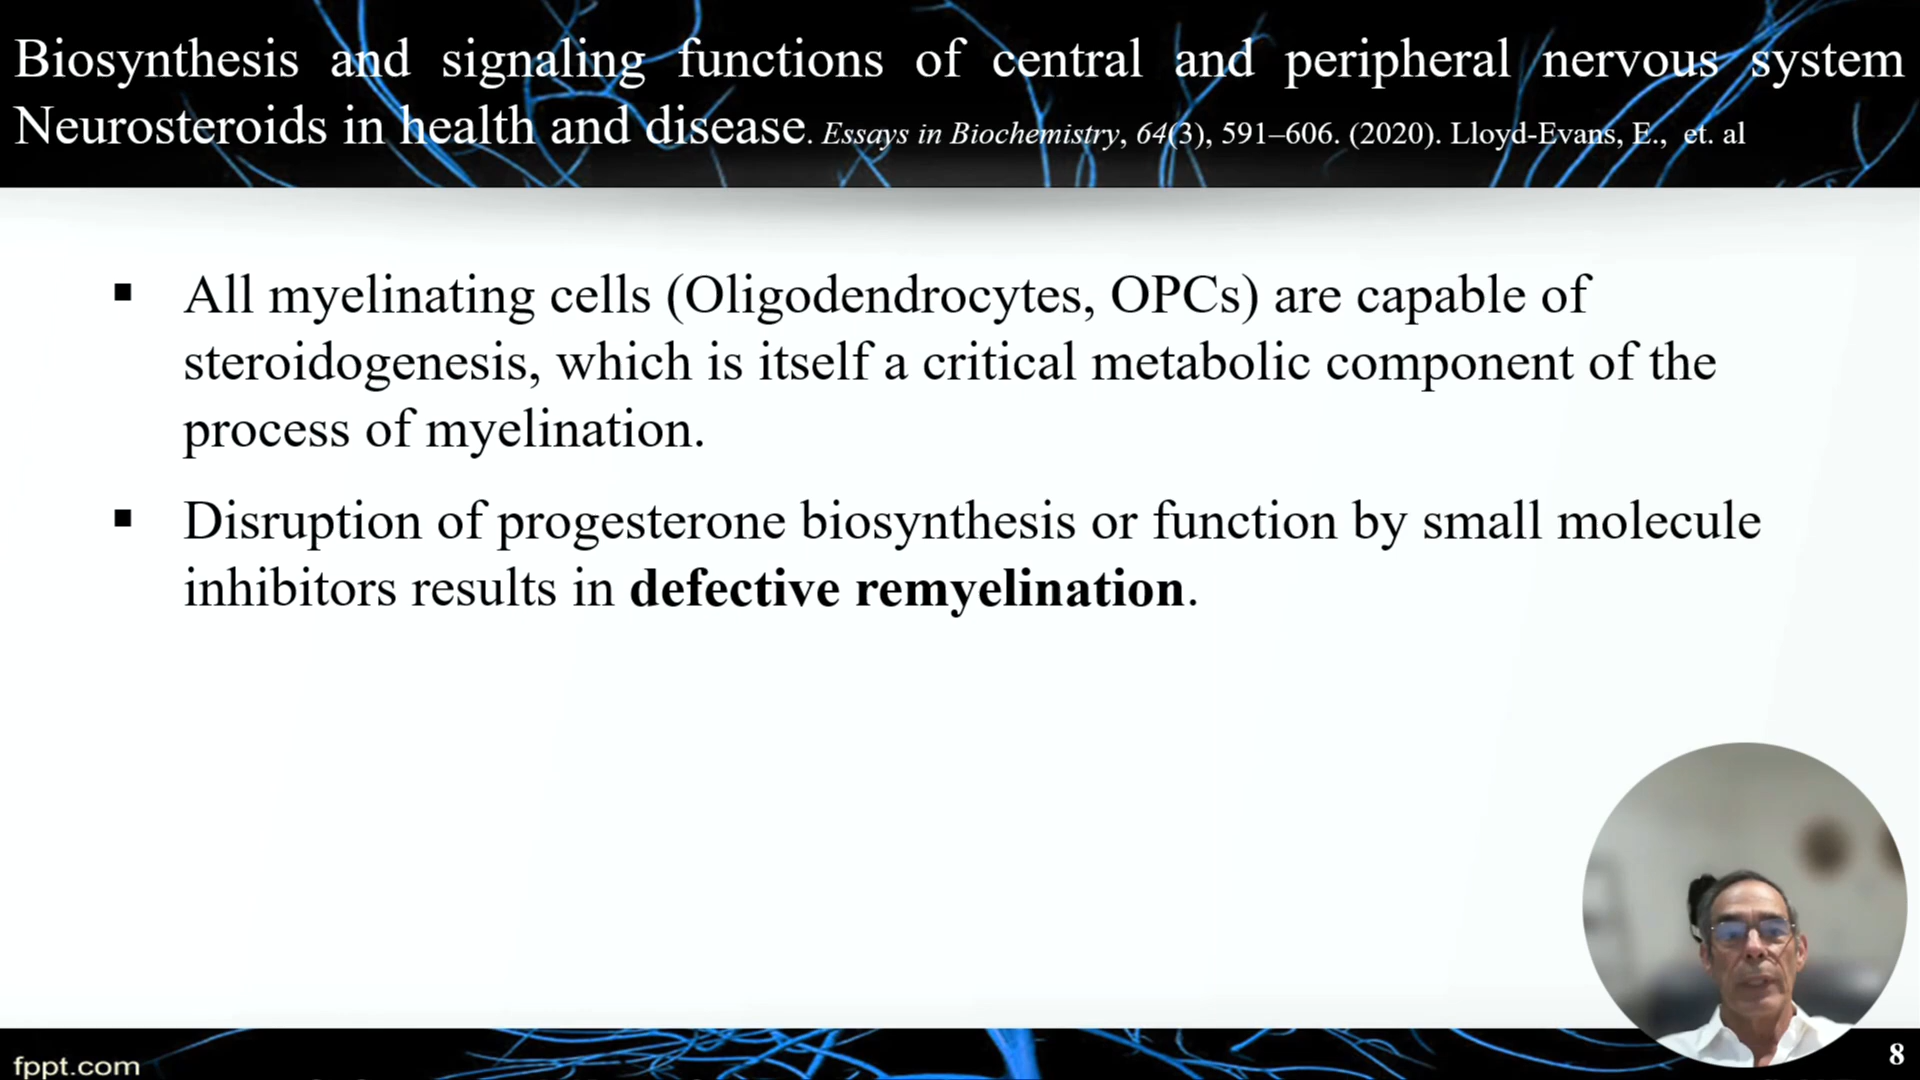 Biosynthesis and signaling functions of central and peripheral nervous system
Neurosteroids in health and disease. Essays in Biochemistry, 64(3), 591–606. (2020). Lloyd-Evans, E., et. al
▪ All myelinating cells (Oligodendrocytes, OPCs) are capable of
steroidogenesis, which is itself a critical metabolic component of the
process of myelination.
▪ Disruption of progesterone biosynthesis or function by small molecule
inhibitors results in defective remyelination.
fppt.com
8